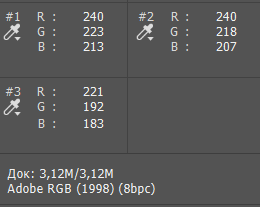 #1 R : 240 #2 R : 240
G : 223 G : 218
B : 213 B : 207
#3 R : 221
G : 192
B : 183
Док: 3,12M/3,12M
Adobe RGB (1998) (8bpc)